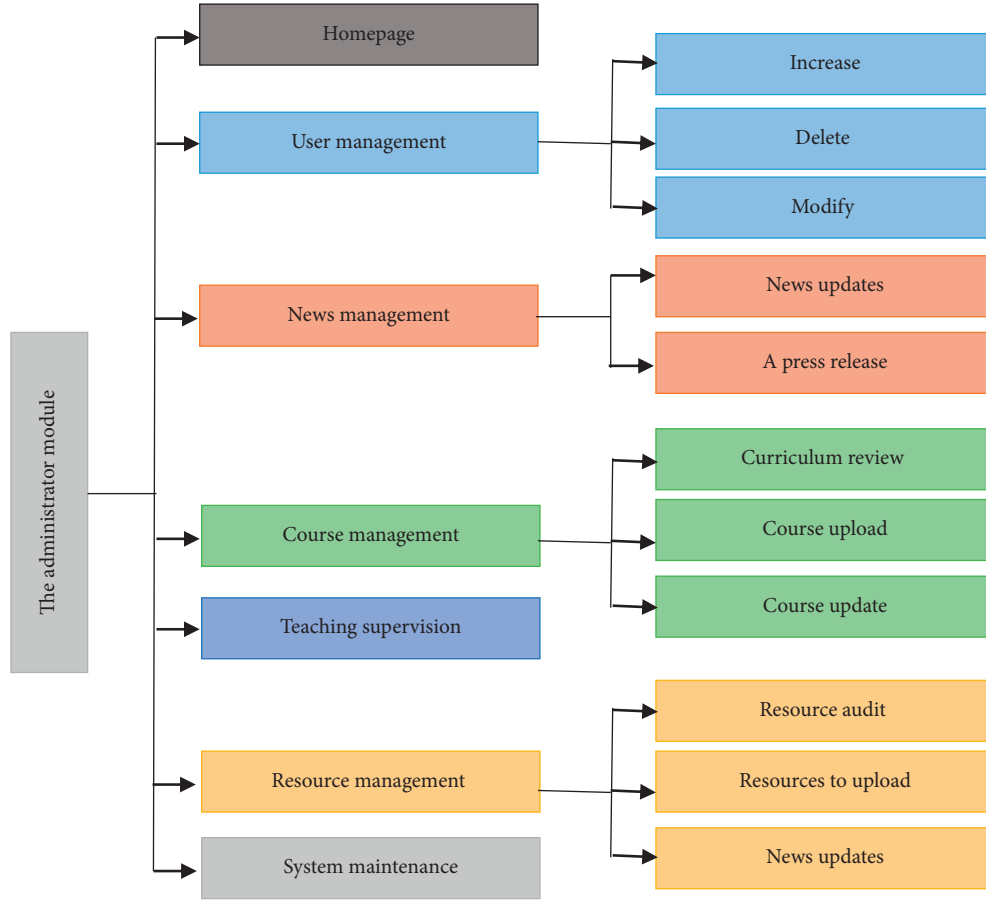 The administrator module
Homepage
User management
Increase
Delete
Modify
News management
News updates
A press release
Course management
Curriculum review
Course upload
Course update
Teaching supervision
Resource management
Resource audit
Resources to upload
News updates
System maintenance